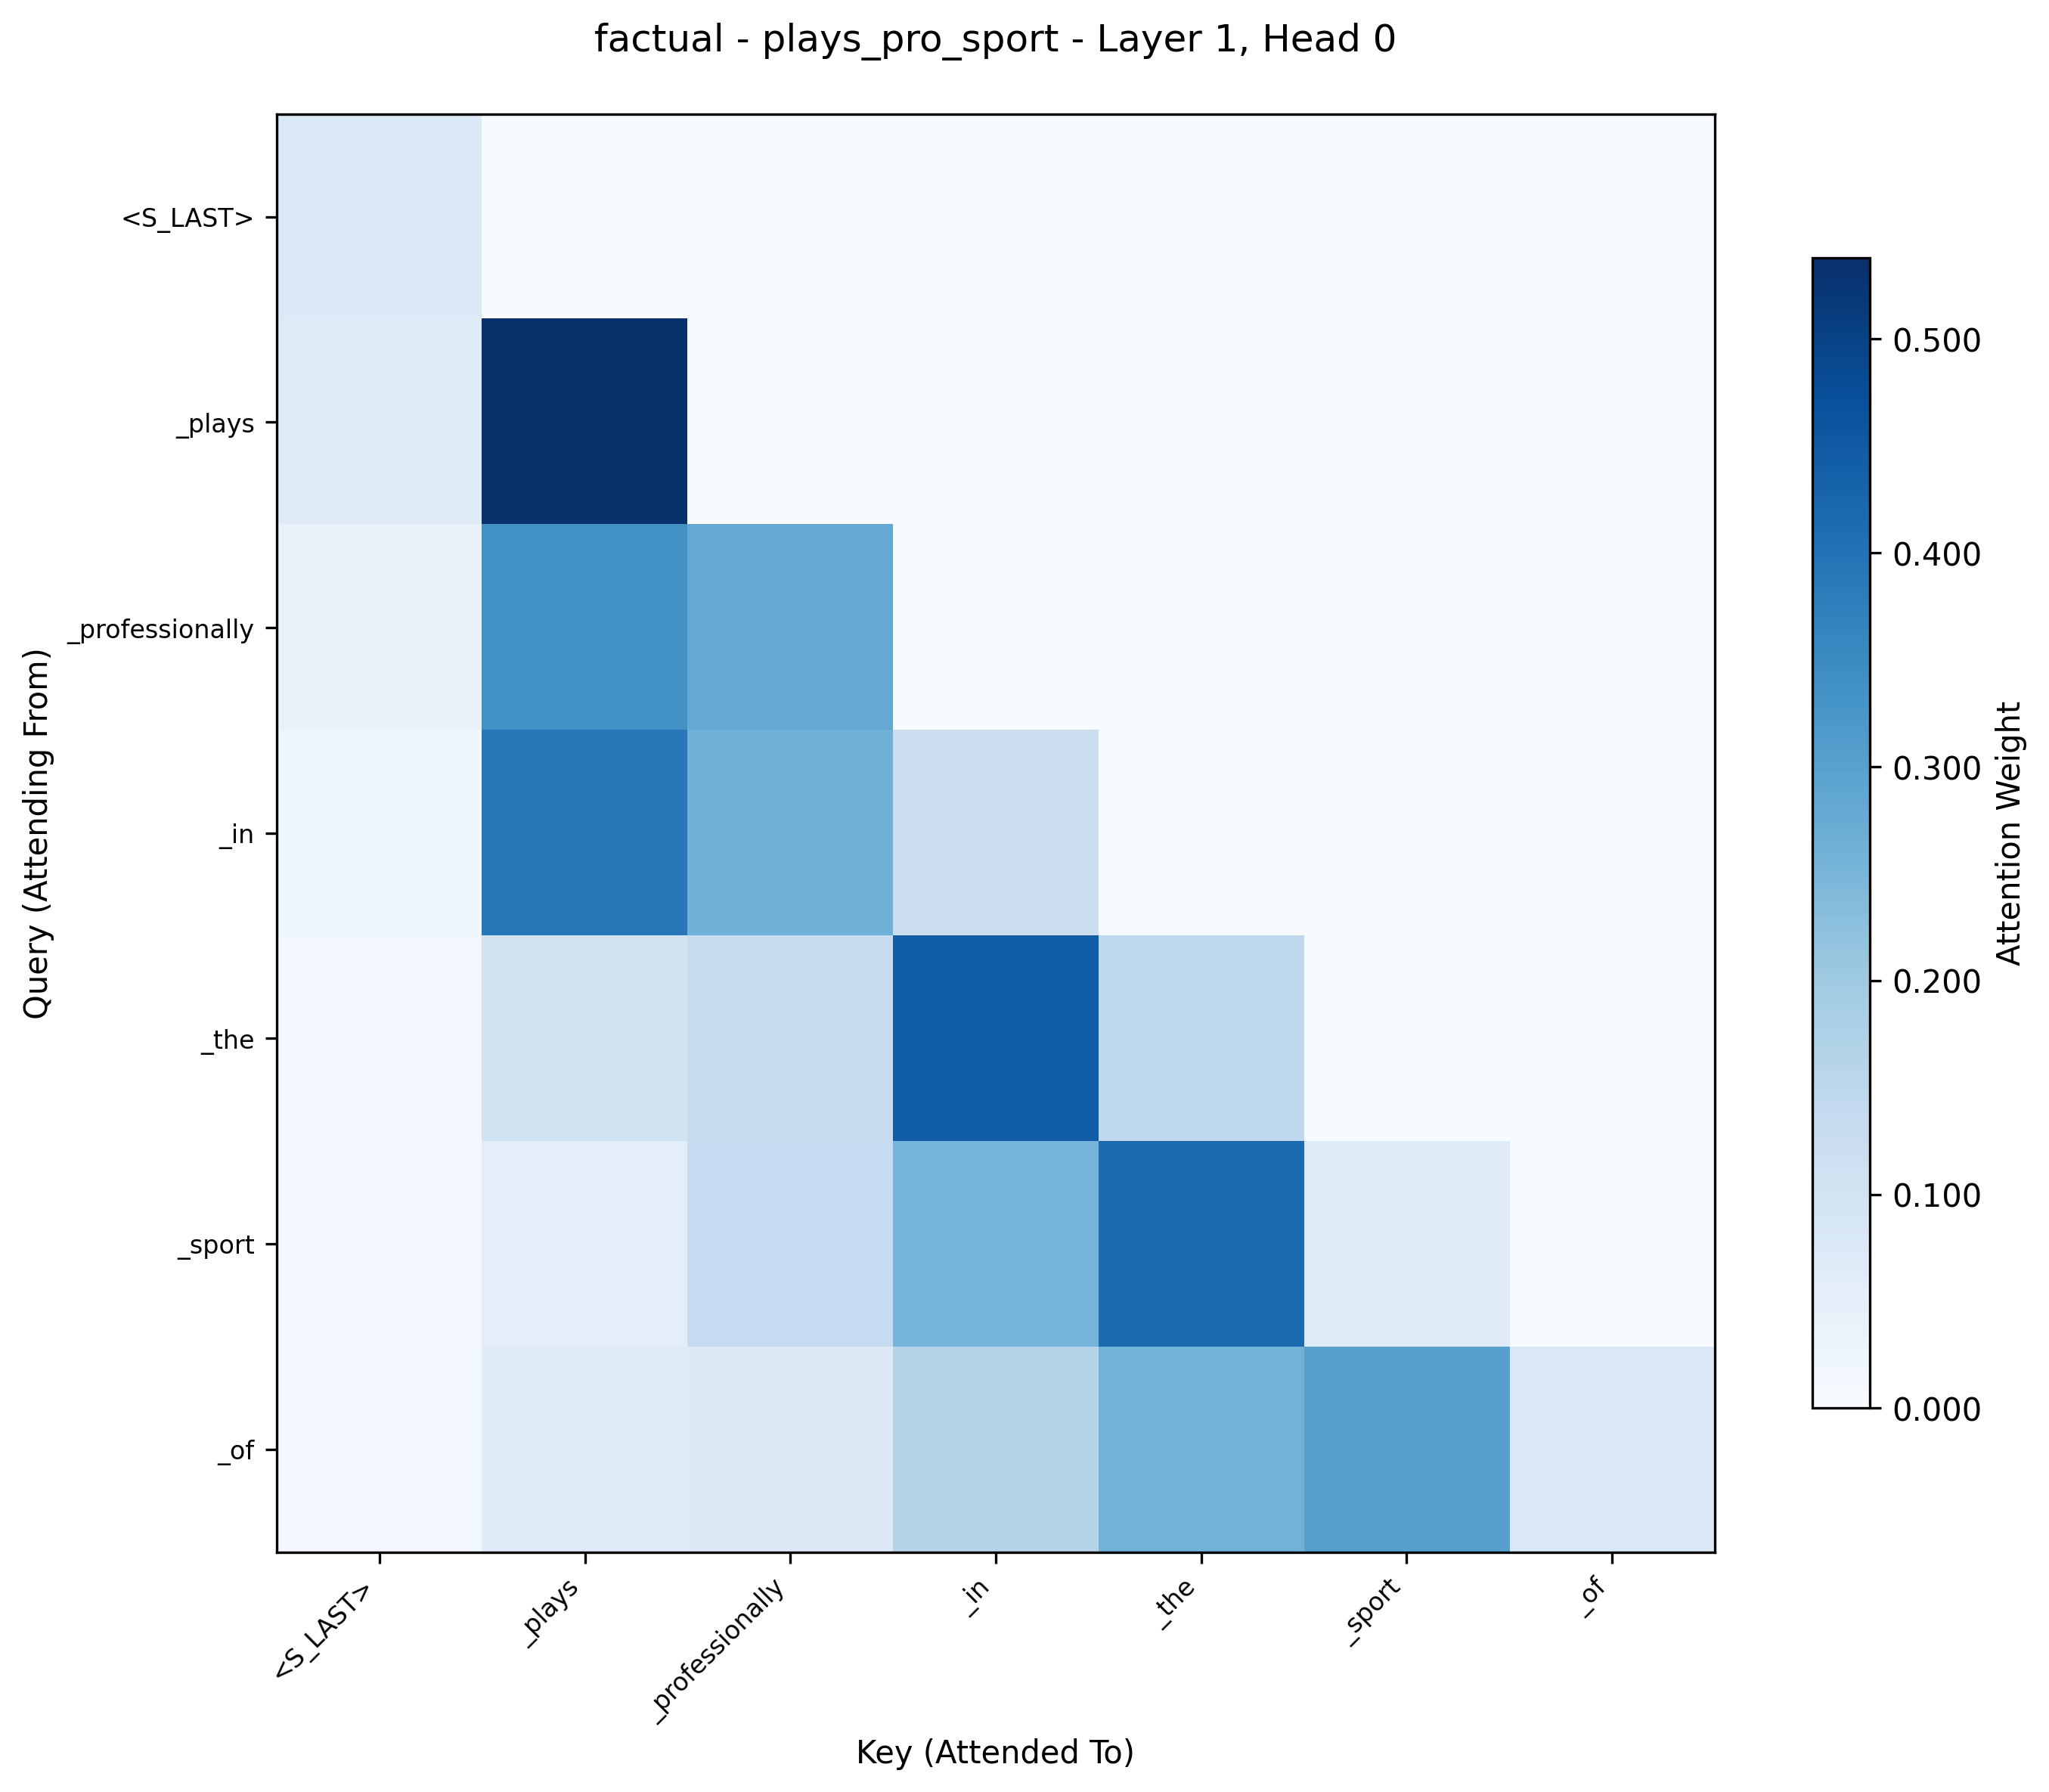 factual - plays_pro_sport - Layer 1, Head 0
Query (Attending From)
<S_LAST>
_plays
_professionally
_in
_the
_sport
_of
<S_LAST>
_plays
_professionally
_in
_the
_sport
_of
Key (Attended To)
0.500
0.400
0.300
0.200
0.100
0.000
Attention Weight